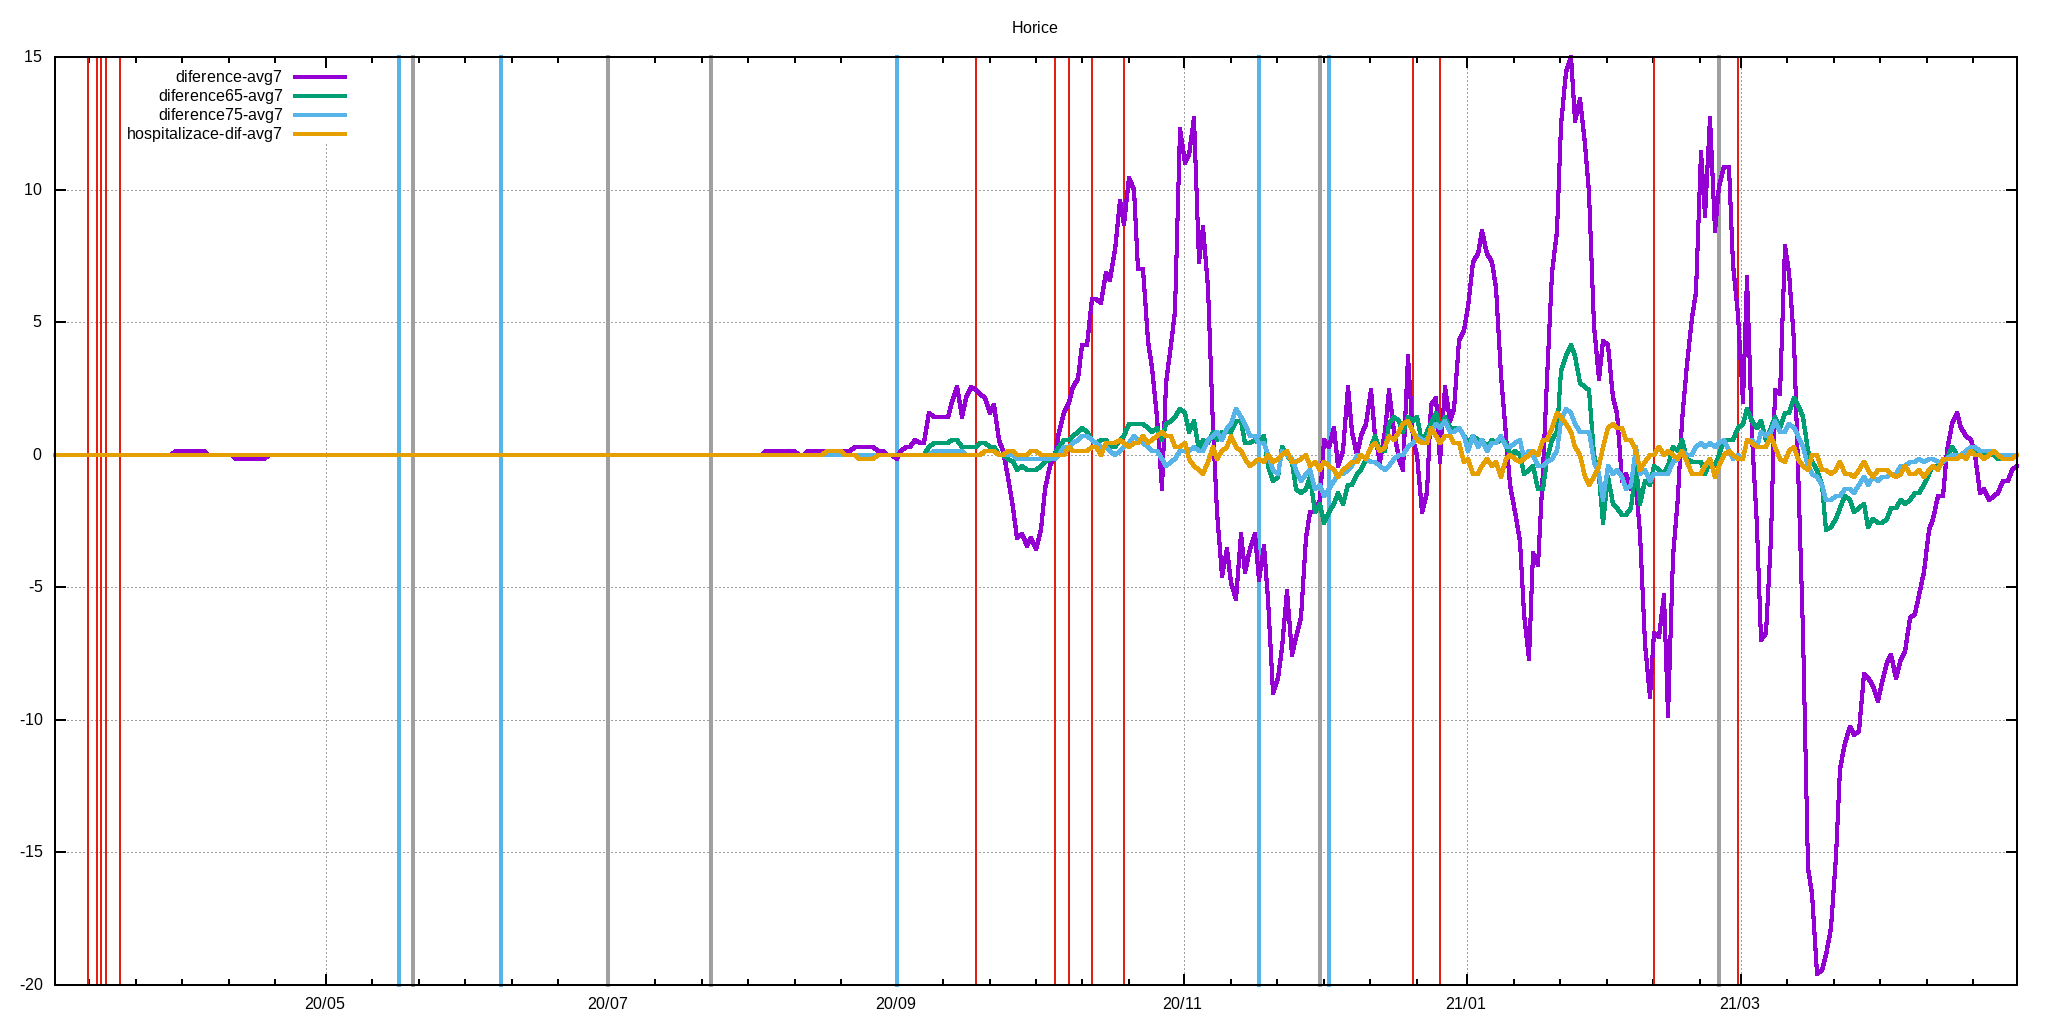 Horice
15
diference-avg7
diference65-avg7
diference75-avg7
hospitalizace-dif-avg7
10
5
0
-5
-10
-15
-20
20/05 20/07 20/09 20/11 21/01 21/03